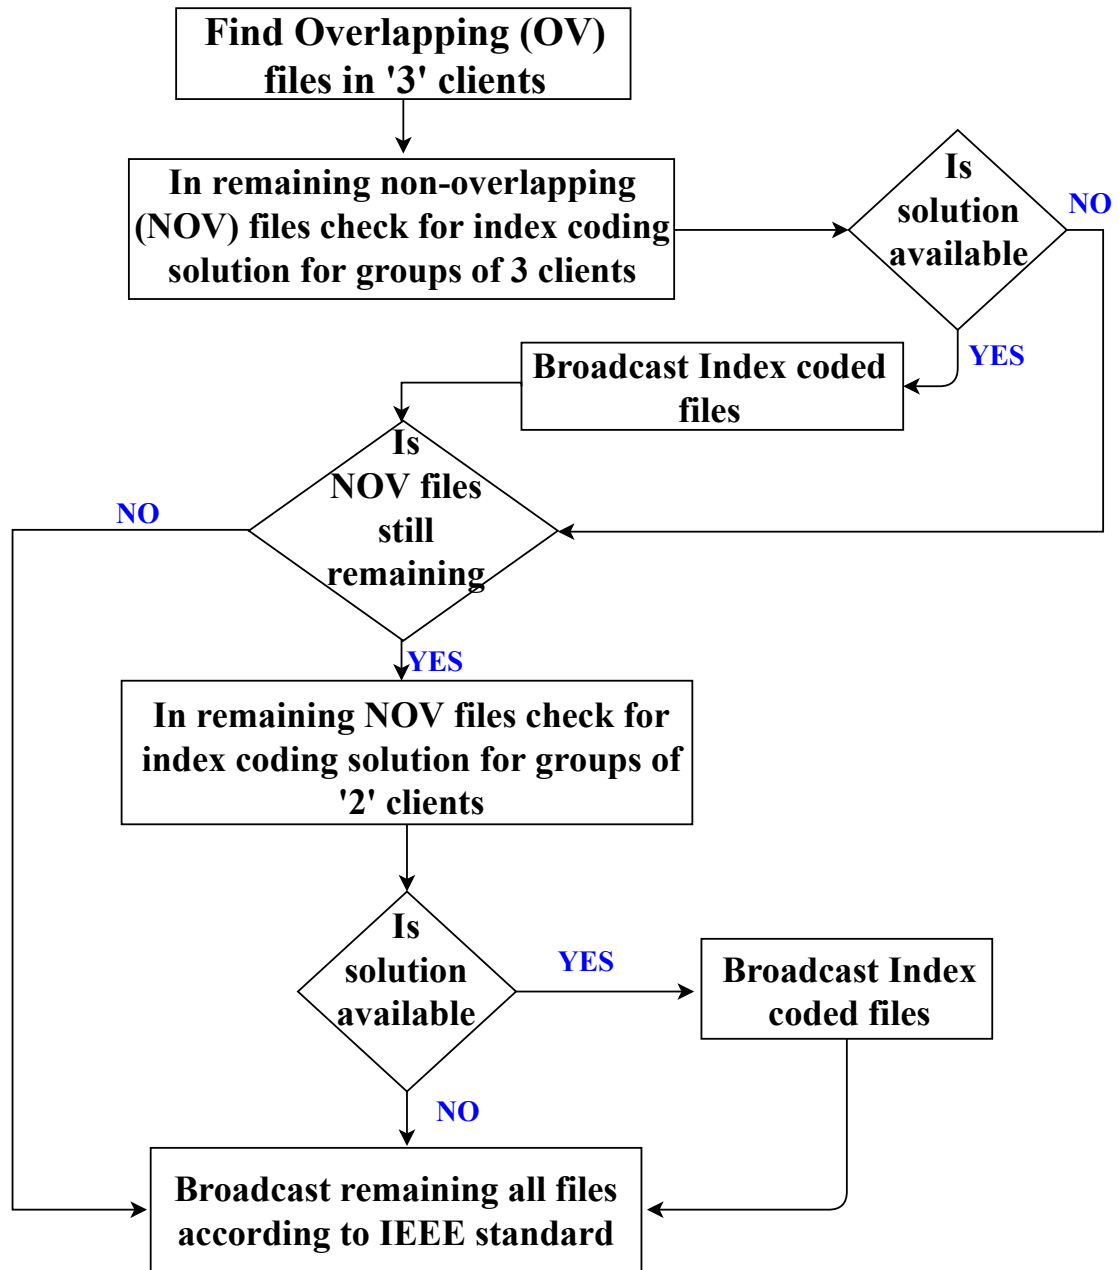 Find Overlapping (OV)
files in '3' clients
In remaining non-overlapping
(NOV) files check for index coding
solution for groups of 3 clients
Is
solution
available
NO
YES
Broadcast Index coded
files
Is
NOV files
still
remaining
NO
YES
In remaining NOV files check for
index coding solution for groups of
'2' clients
Is
solution
available
YES
Broadcast Index
coded files
NO
Broadcast remaining all files
according to IEEE standard